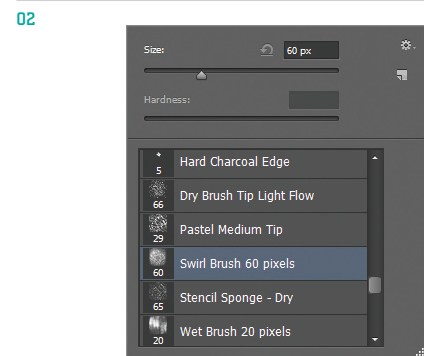 02
Size:
60 px
Hardness:
Hard Charcoal Edge
5
Dry Brush Tip Light Flow
66
Pastel Medium Tip
29
Swirl Brush 60 pixels
60
Stencil Sponge - Dry
65
Wet Brush 20 pixels
20